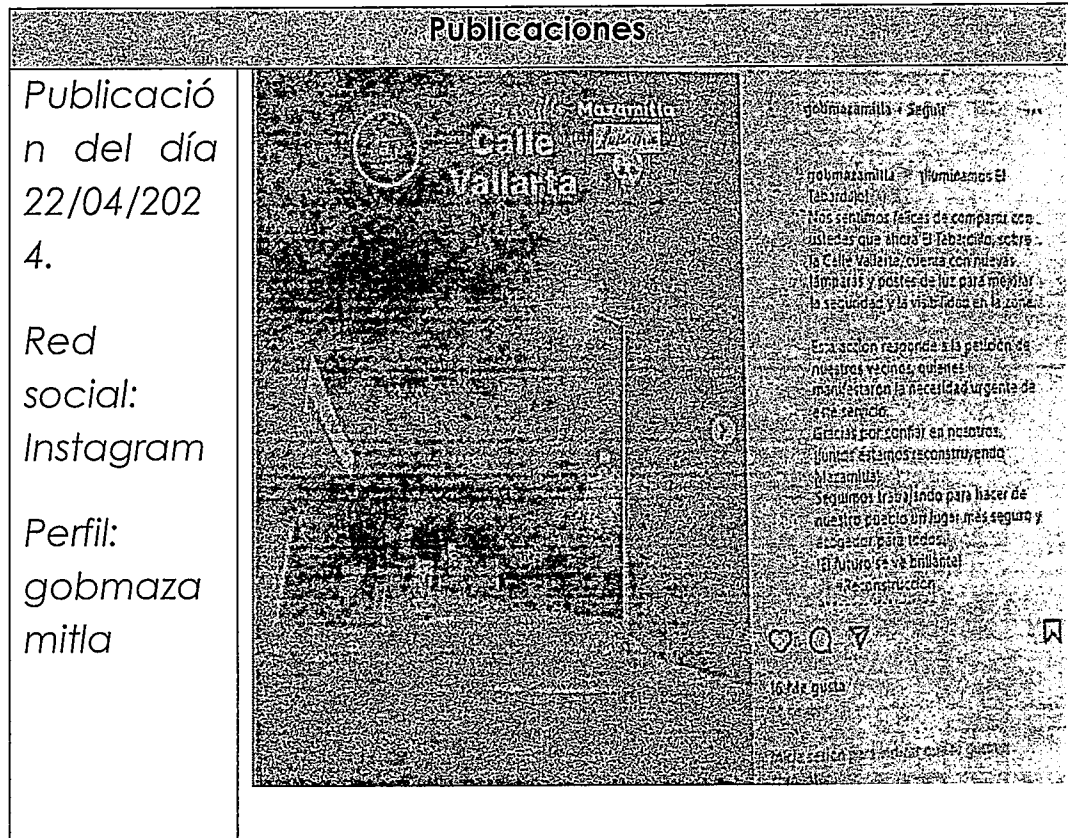 Publicaciones
Publicació
n del día
22/04/202
4.
Red
social:
Instagram
Perfil:
gobmaza
mitla
Mazamitla
Calle
Vallarta
gobmazamitla • Seguir
gobmazamitla ¡Iluminamos El
Tabardillo!
Nos sentimos felices de compartir con
ustedes que ahora El, sobre
la Calle Vallarta, cuenta con nuevas
lámparas y postes de luz para mejorar
la seguridad y la visibilidad en la zona.
Esta acción responde a la petición de
nuestros vecinos, quienes
manifestaron la necesidad urgente de
este servicio.
Gracias por confiar en nosotros,
¡juntos estamos reconstruyendo
Mazamitla!
Seguimos trabajando para hacer de
nuestro pueblo un lugar más seguro y
acogedor para todos.
¡El futuro se ve brillante!
Me gusta